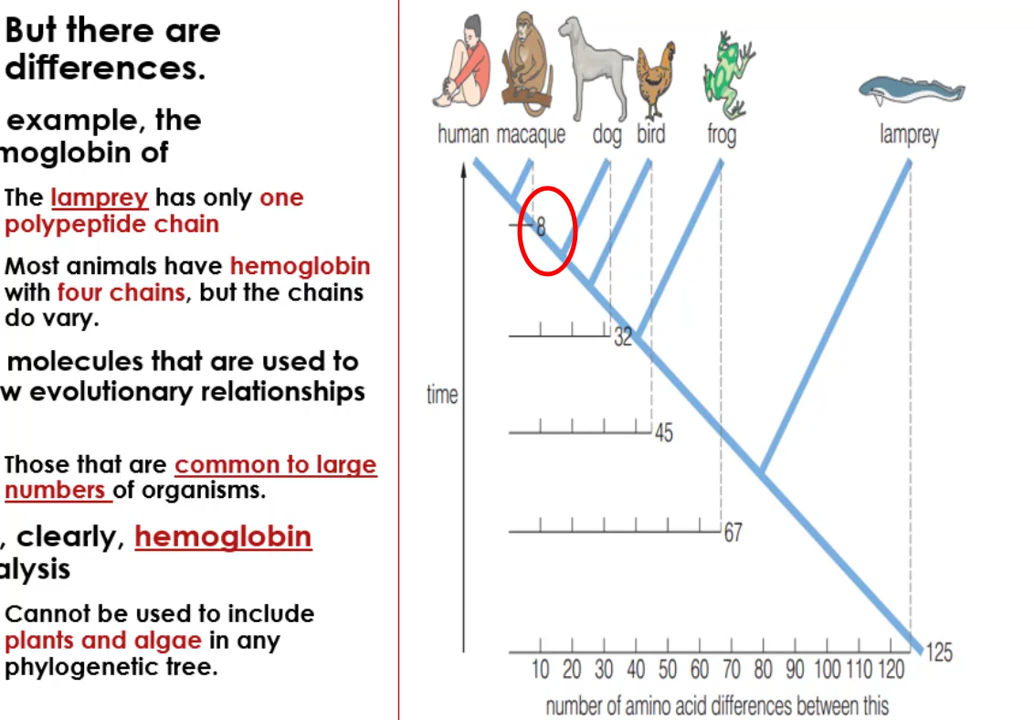 But there are
differences.
example, the
moglobin of
The lamprey has only one
polypeptide chain
Most animals have hemoglobin
with four chains, but the chains
do vary.
molecules that are used to
w evolutionary relationships
Those that are common to large
numbers of organisms.
, clearly, hemoglobin
alysis
Cannot be used to include
plants and algae in any
phylogenetic tree.
human macaque dog bird frog lamprey
8
32
time
45
67
125
10 20 30 40 50 60 70 80 90 100 110 120
number of amino acid differences between this